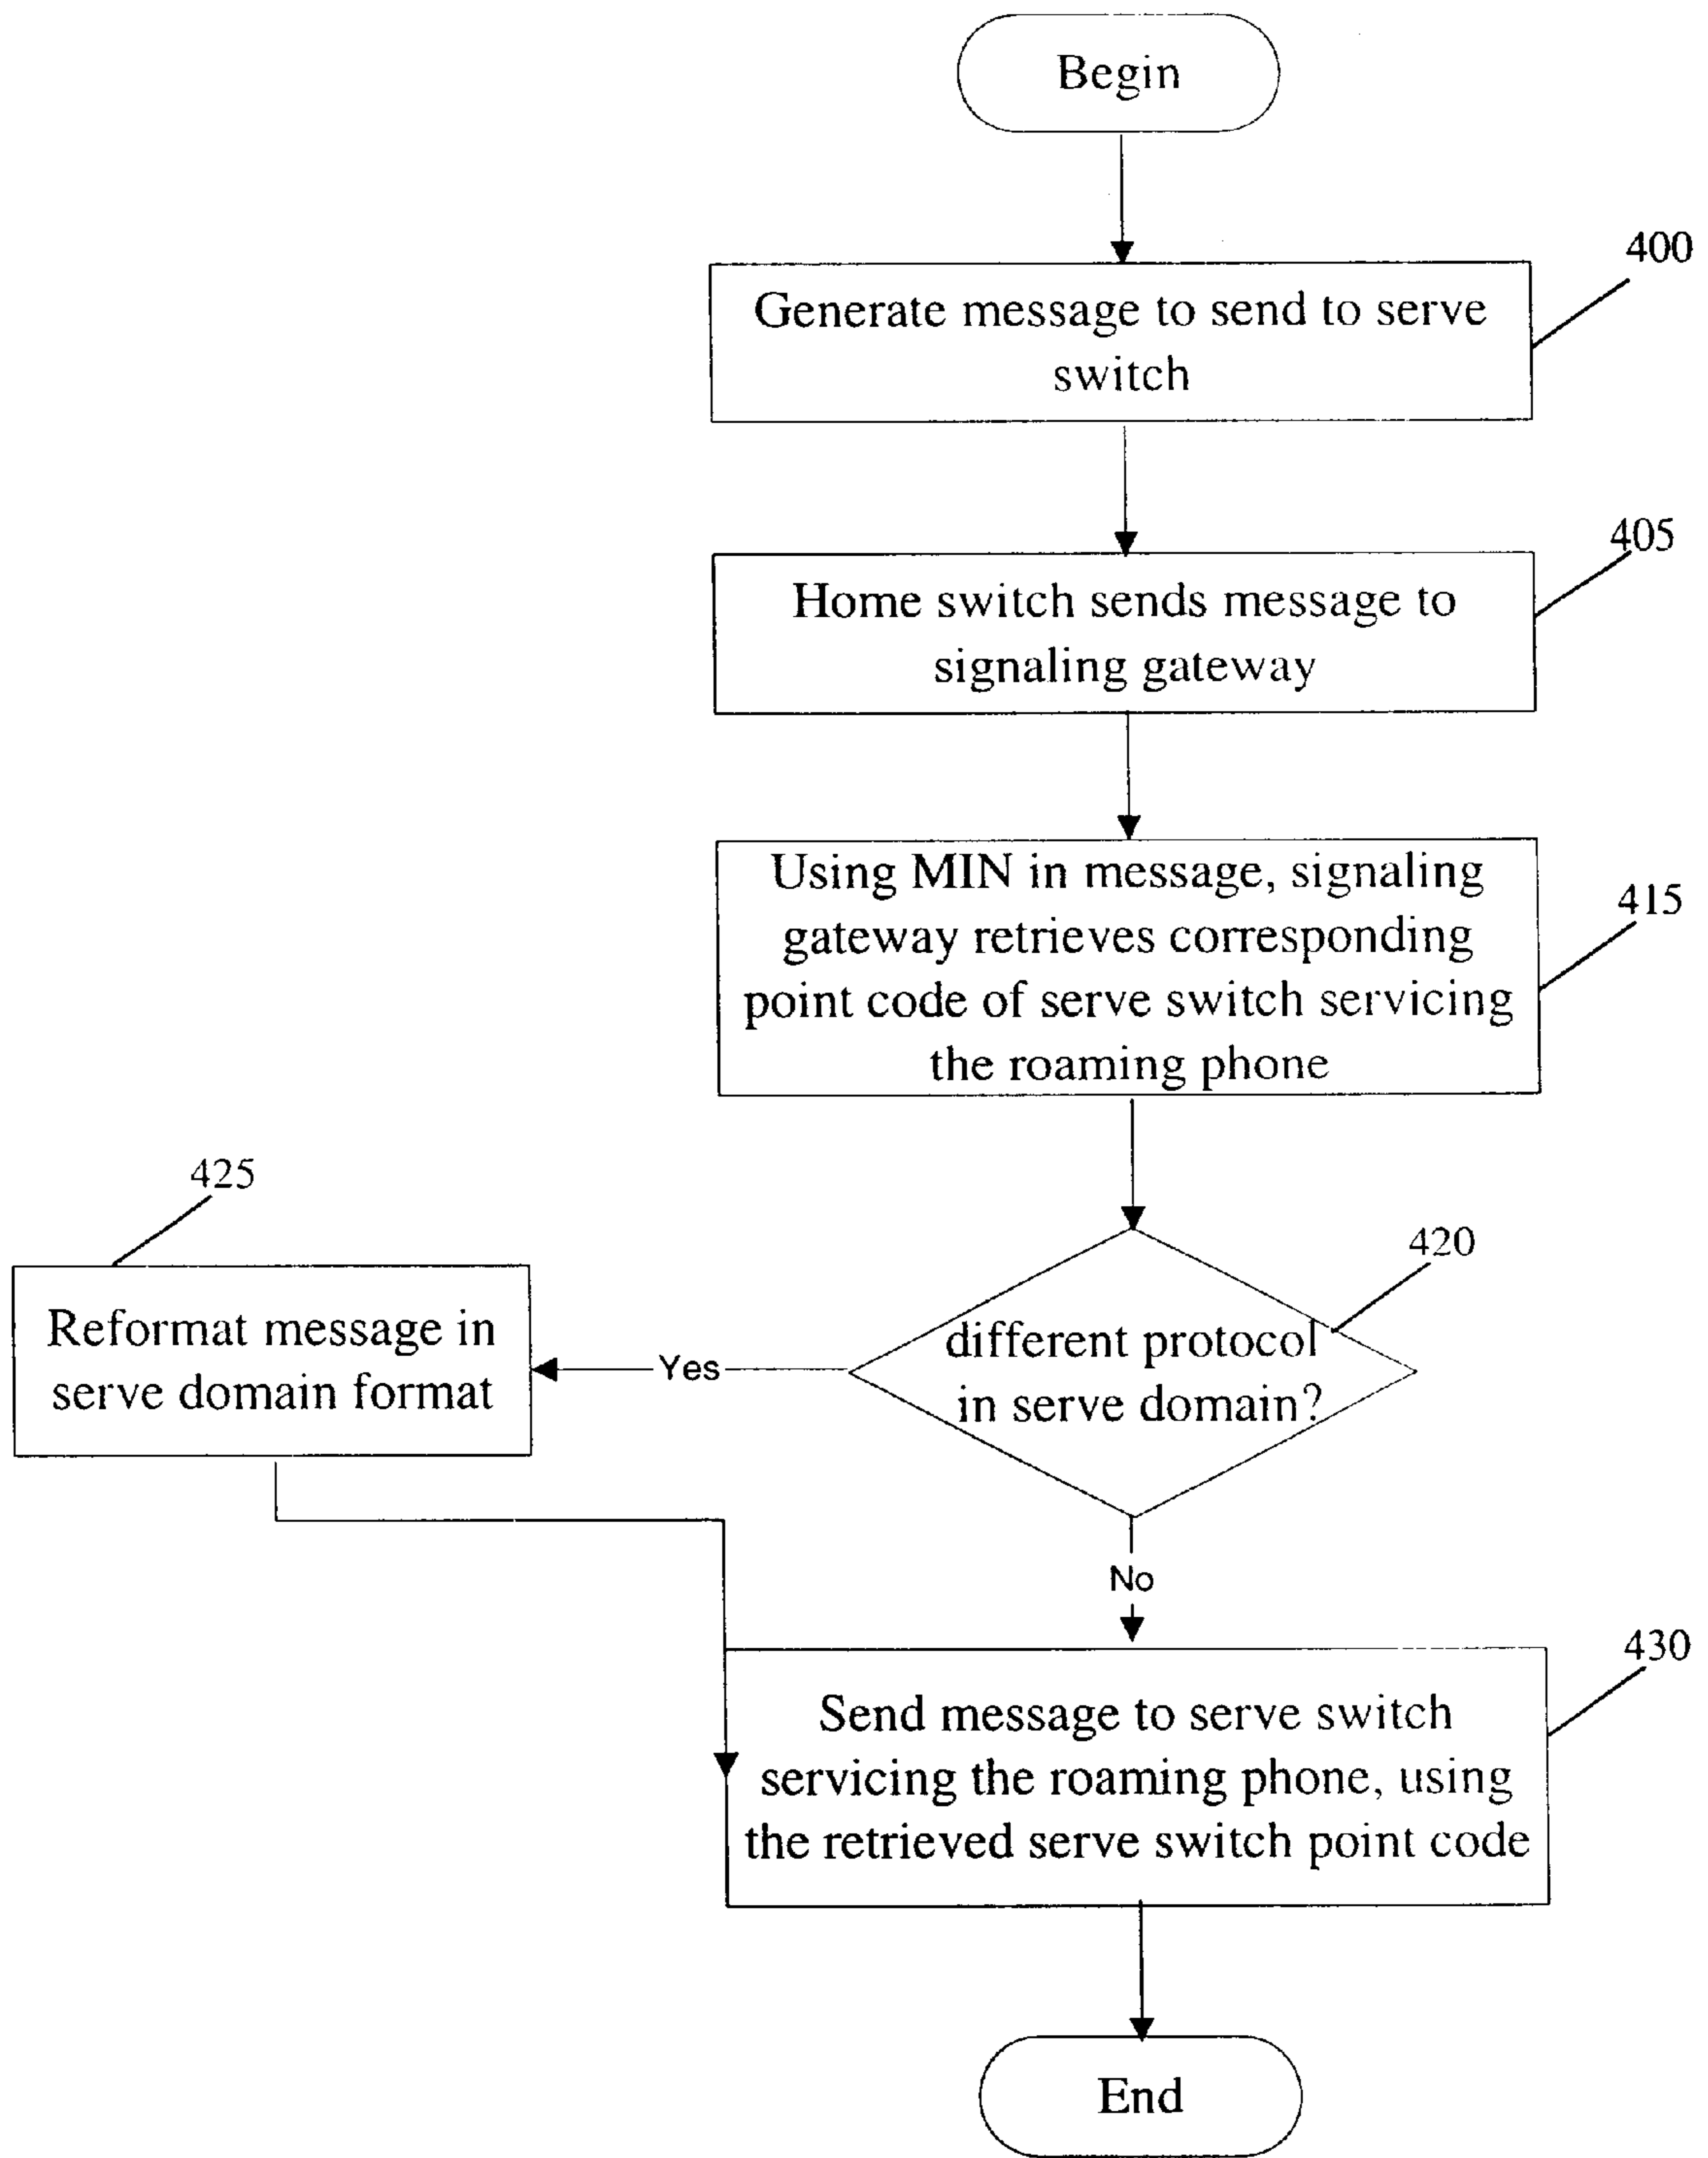 Begin
400
Generate message to send to serve
switch
405
Home switch sends message to
signaling gateway
415
Using MIN in message, signaling
gateway retrieves corresponding
point code of serve switch servicing
the roaming phone
420
different protocol
in serve domain?
425
Yes
Reformat message in
serve domain format
No
430
Send message to serve switch
servicing the roaming phone, using
the retrieved serve switch point code
End